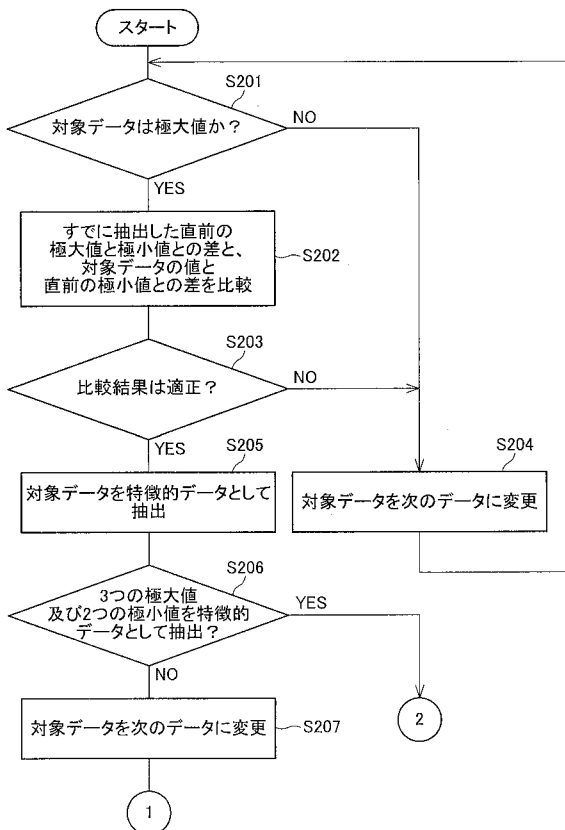 スタート
S201
対象データは極大値か？
NO
YES
すでに抽出した直前の
極大値と極小値との差と、
対象データの値と
直前の極小値との差を比較
S202
S203
比較結果は適正？
NO
YES
S205
対象データを特徴的データとして
抽出
S204
対象データを次のデータに変更
S206
3つの極大値
及び2つの極小値を特徴的
データとして抽出？
YES
NO
対象データを次のデータに変更
S207
2
1